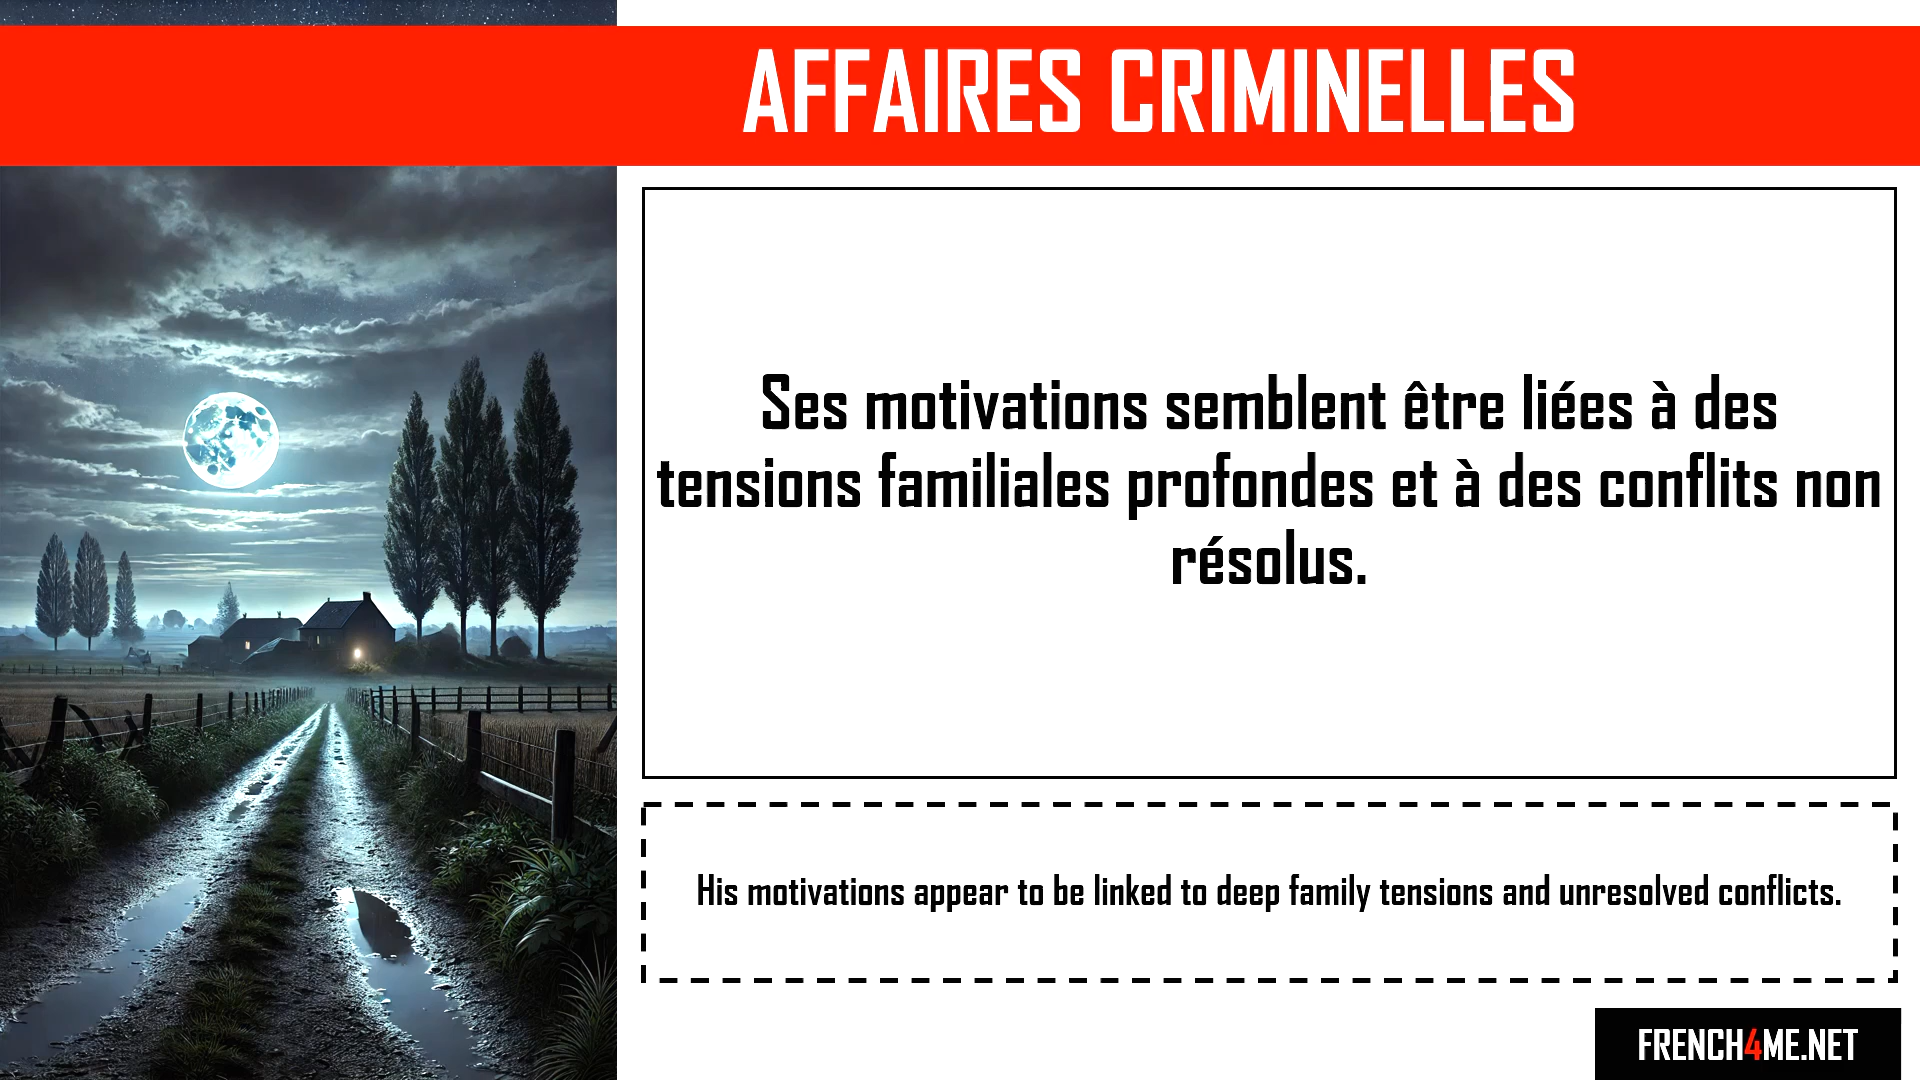 AFFAIRES CRIMINELLES
Ses motivations semblent être liées à des
tensions familiales profondes et à des conflits non
résolus.
His motivations appear to be linked to deep family tensions and unresolved conflicts.
FRENCH4ME.NET